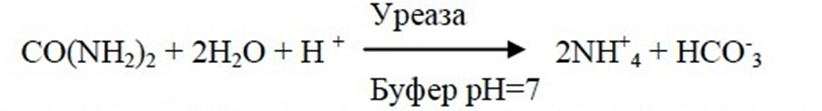 Уреаза
CO(NH₂)₂ + 2H₂O + H⁺ ⟶ 2NH⁺₄ + HCO⁻₃
Буфер pH=7